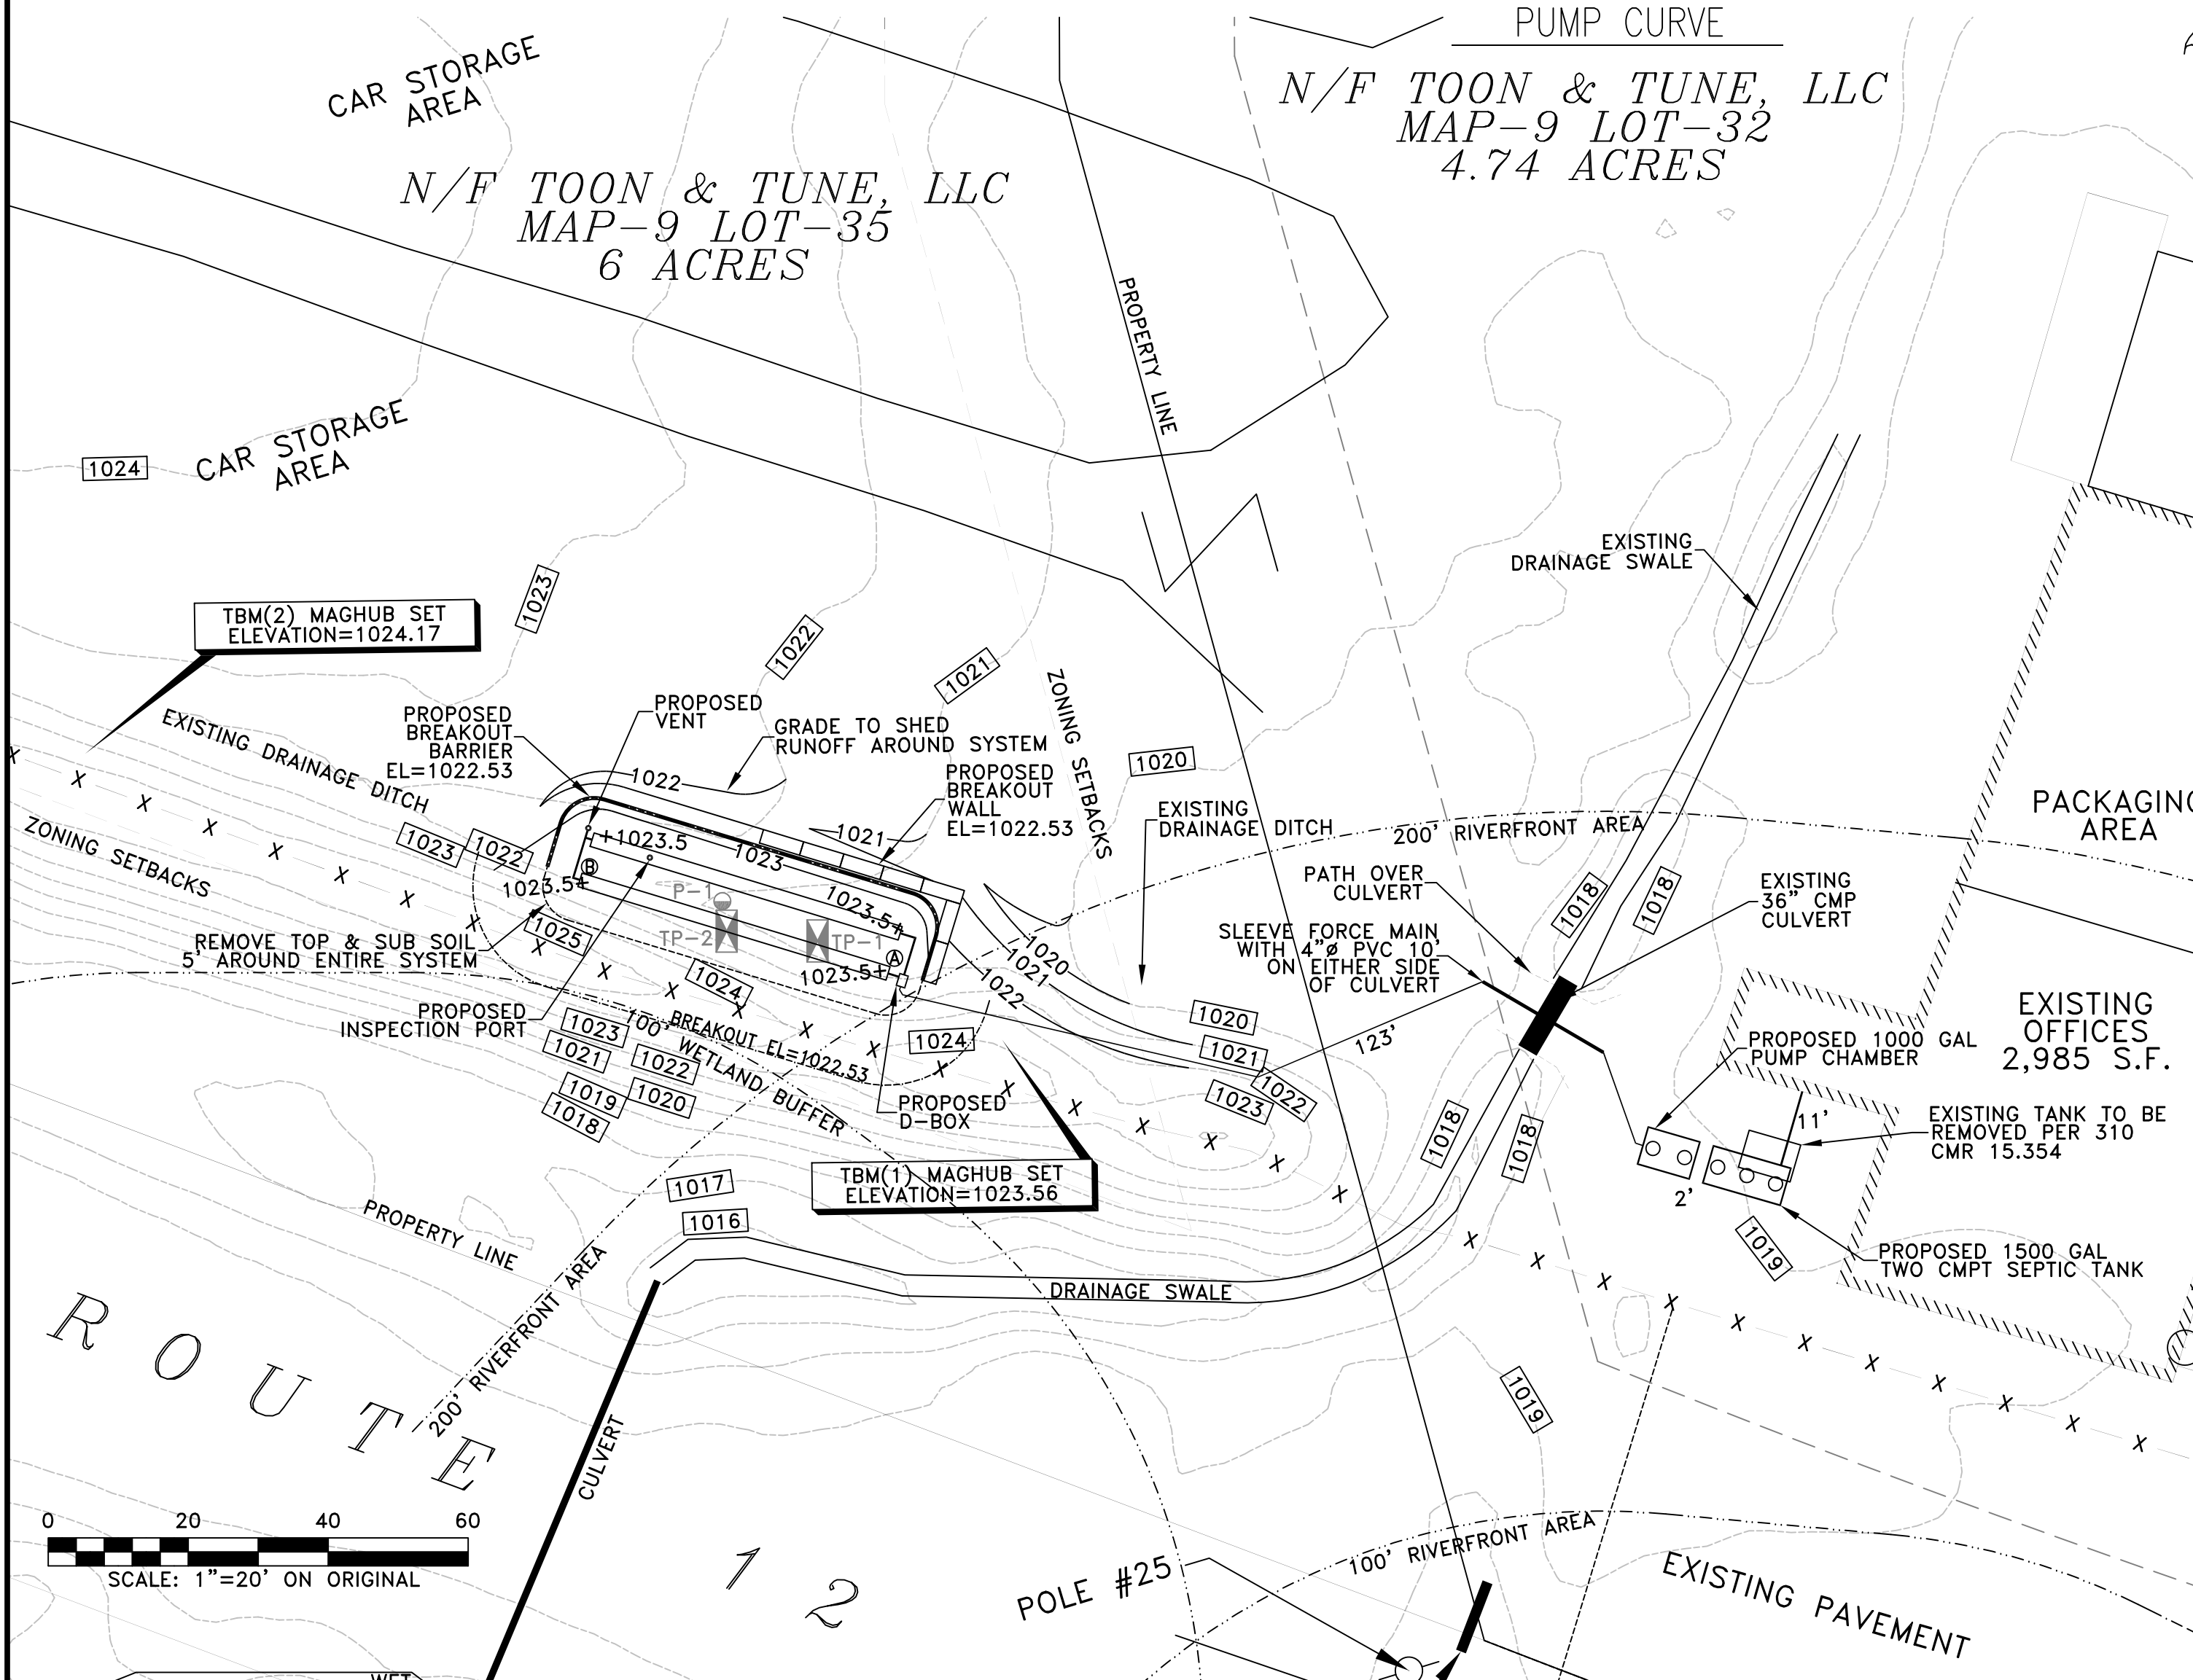 PUMP CURVE
CAR STORAGE
AREA
N/F TOON & TUNE, LLC
MAP-9 LOT-32
4.74 ACRES
N/F TOON & TUNE, LLC
MAP-9 LOT-35
6 ACRES
PROPERTY LINE
CAR STORAGE
AREA
1024
EXISTING
DRAINAGE SWALE
TBM(2) MAGHUB SET
ELEVATION=1024.17
1023
1022
1021
ZONING SETBACKS
1020
PROPOSED
VENT
PROPOSED
BREAKOUT
BARRIER
EL=1022.53
GRADE TO SHED
RUNOFF AROUND SYSTEM
PROPOSED
BREAKOUT
WALL
EL=1022.53
EXISTING
DRAINAGE DITCH
EXISTING DRAINAGE DITCH
ZONING SETBACKS
1022
1021
1023
200' RIVERFRONT AREA
PACKAGING
AREA
1023
1022
+1023.5
B
1023.5+
P-1
TP-2
TP-1
1023.5+
A
1023.5+
1025
1024
PATH OVER
CULVERT
SLEEVE FORCE MAIN
WITH 4"ø PVC 10'
ON EITHER SIDE
OF CULVERT
1018
1018
EXISTING
36" CMP
CULVERT
REMOVE TOP & SUB SOIL
5' AROUND ENTIRE SYSTEM
PROPOSED
INSPECTION PORT
1020
1021
1022
1020
1021
1022
1023
123'
1024
BREAKOUT EL=1022.53
100' WETLAND BUFFER
1023
1021
1022
1019
1020
1018
PROPOSED
D-BOX
PROPOSED 1000 GAL
PUMP CHAMBER
EXISTING
OFFICES
2,985 S.F.
11'
EXISTING TANK TO BE
REMOVED PER 310
CMR 15.354
2'
PROPOSED 1500 GAL
TWO CMPT SEPTIC TANK
1018
1018
1019
TBM(1) MAGHUB SET
ELEVATION=1023.56
1017
1016
PROPERTY LINE
200' RIVERFRONT AREA
DRAINAGE SWALE
CULVERT
ROUTE
12
1019
0 20 40 60
SCALE: 1"=20' ON ORIGINAL
100' RIVERFRONT AREA
POLE #25
EXISTING PAVEMENT
WET